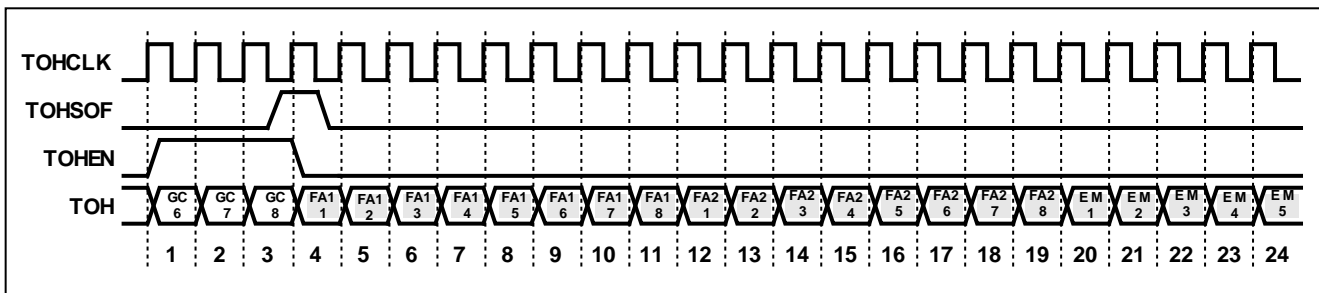 TOHCLK
TOHSOF
TOHEN
TOH
GC 6
GC 7
GC 8
FA1 1
FA1 2
FA1 3
FA1 4
FA1 5
FA1 6
FA1 7
FA1 8
FA2 1
FA2 2
FA2 3
FA2 4
FA2 5
FA2 6
FA2 7
FA2 8
EM 1
EM 2
EM 3
EM 4
EM 5
1 2 3 4 5 6 7 8 9 10 11 12 13 14 15 16 17 18 19 20 21 22 23 24